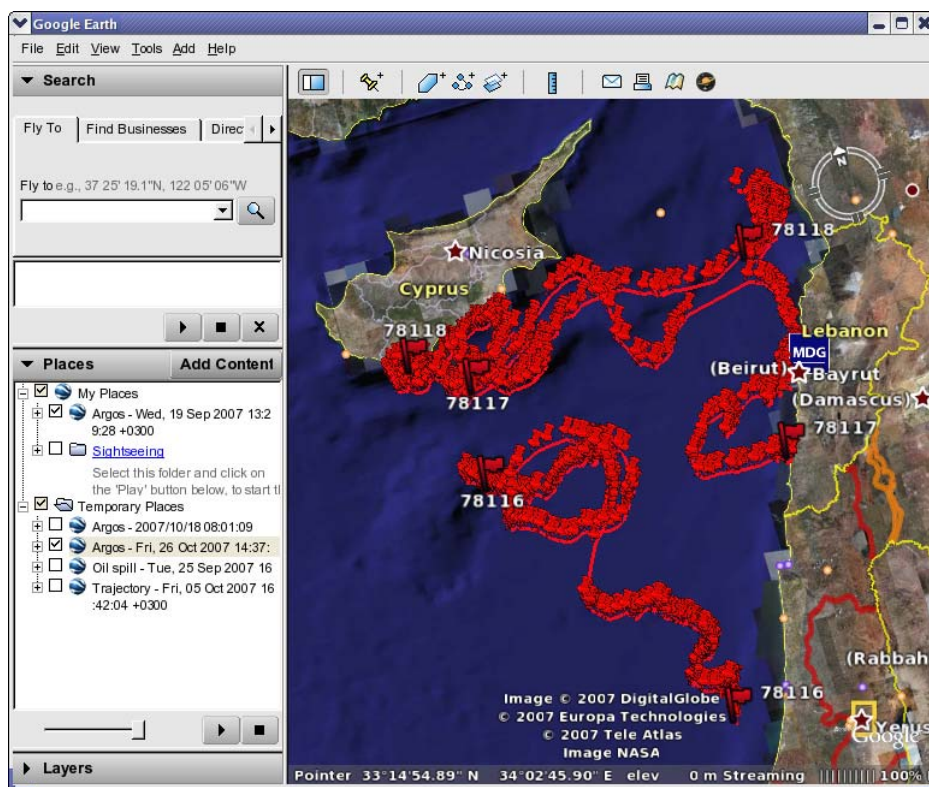 Google Earth
File Edit View Tools Add Help
Search
Fly To
Find Businesses
Direc
Fly to e.g., 37 25' 19.1"N, 122 05' 06"W
Places
Add Content
My Places
Argos - Wed, 19 Sep 2007 13:2
9:28 +0300
Sightseeing
Select this folder and click on
the 'Play' button below, to start tl
Temporary Places
Argos - 2007/10/18 08:01:09
Argos - Fri, 26 Oct 2007 14:37:
Oil spill - Tue, 25 Sep 2007 16
Trajectory - Fri, 05 Oct 2007 16
:42:04 +0300
Layers
N
78118
Nicosia
Cyprus
78118
Lebanon
MDG
(Beirut)
Bayrut
(Damascus)
78117
78117
78116
(Rabbah
78116
Yerus
Google
Image © 2007 DigitalGlobe
© 2007 Europa Technologies
© 2007 Tele Atlas
Image NASA
Pointer 33°14'54.89" N 34°02'45.90" E elev 0 m Streaming |||||||||| 100%